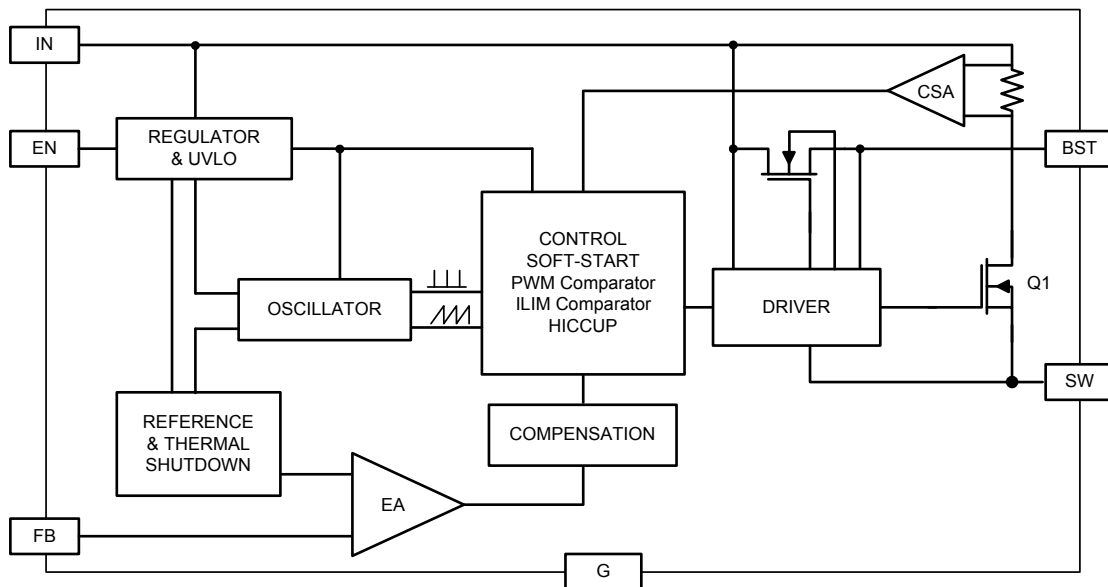 IN
CSA
EN
REGULATOR
& UVLO
BST
CONTROL
SOFT-START
PWM Comparator
ILIM Comparator
HICCUP
OSCILLATOR
DRIVER
Q1
SW
REFERENCE
& THERMAL
SHUTDOWN
COMPENSATION
EA
FB
G